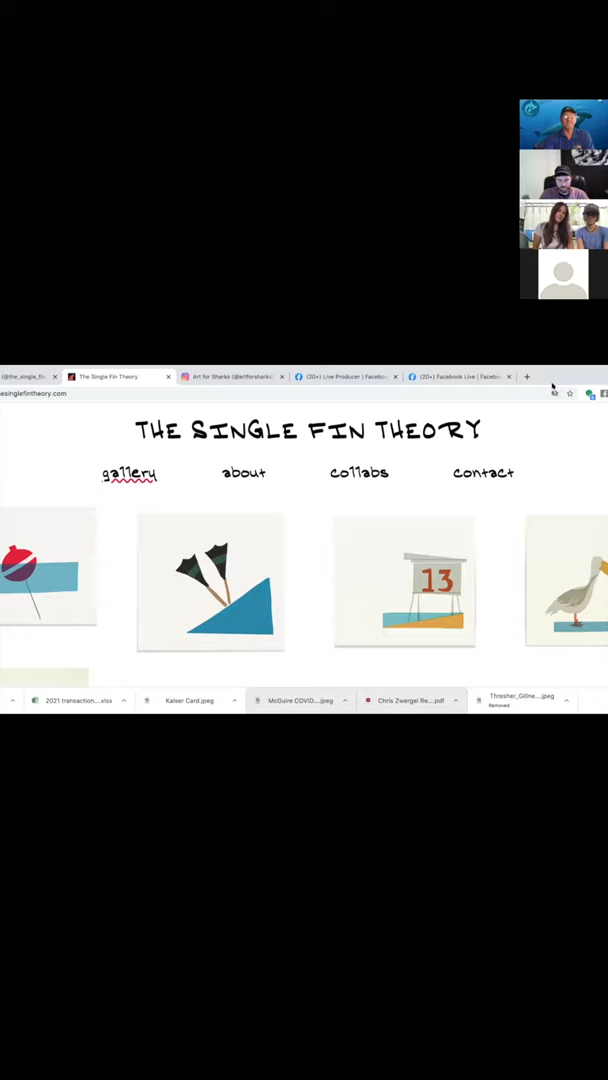 (@the_single_fin.
The Single Fin Theory
Art for Sharks (@artforsharks)
(20+) Live Producer | Facebook
(20+) Facebook Live | Facebo
esinglefintheory.com
THE SINGLE FIN THEORY
gallery about collabs contact
13
2021 transaction....xlsx
Kaiser Card.jpeg
McGuire COVID....jpeg
Chris Zwergel Re....pdf
Thresher_Gillne....jpeg
Removed